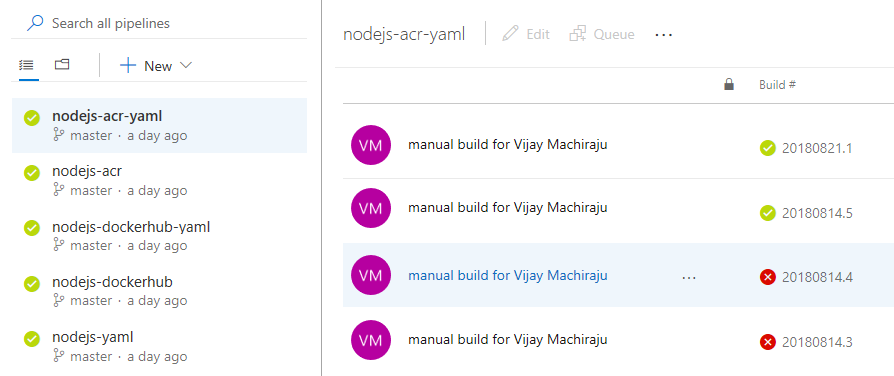 Search all pipelines
New
nodejs-acr-yaml
master · a day ago
nodejs-acr
master · a day ago
nodejs-dockerhub-yaml
master · a day ago
nodejs-dockerhub
master · a day ago
nodejs-yaml
master · a day ago
nodejs-acr-yaml Edit Queue ...
Build #
VM manual build for Vijay Machiraju 20180821.1
VM manual build for Vijay Machiraju 20180814.5
VM manual build for Vijay Machiraju ... 20180814.4
VM manual build for Vijay Machiraju 20180814.3